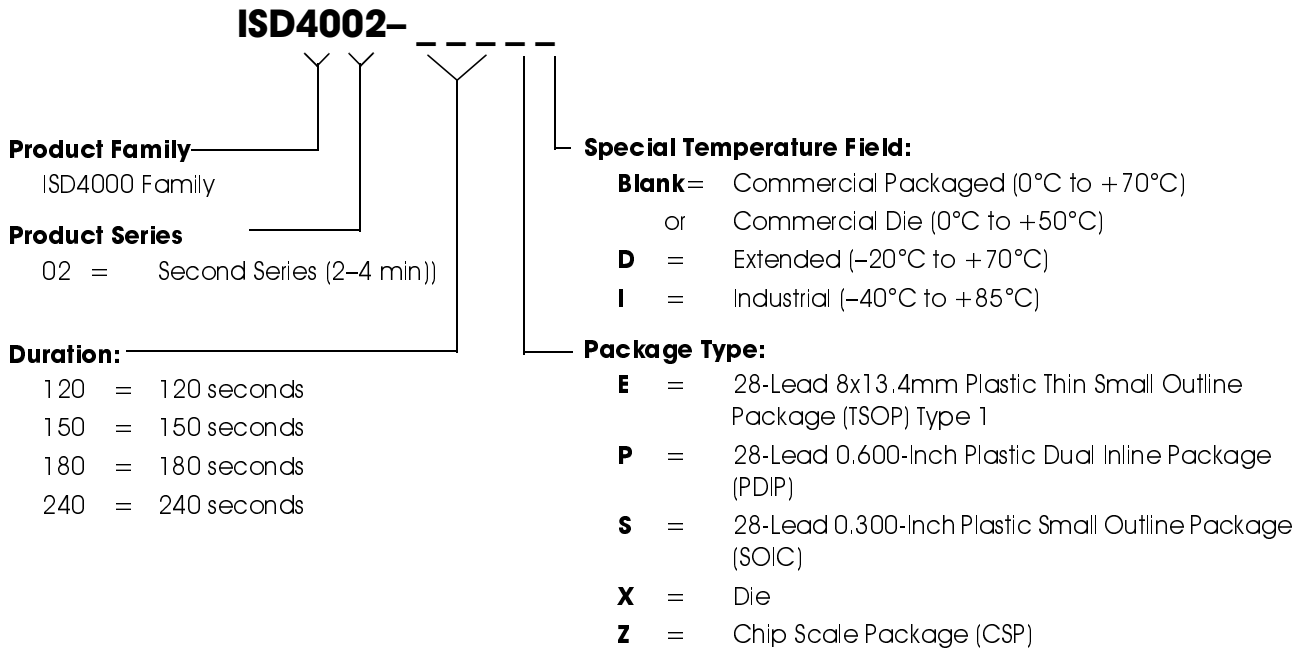 ISD4002– _ _ _ _ _
Product Family
ISD4000 Family
Product Series
02 = Second Series (2–4 min))
Duration:
120 = 120 seconds
150 = 150 seconds
180 = 180 seconds
240 = 240 seconds
Special Temperature Field:
Blank= Commercial Packaged (0°C to +70°C)
or Commercial Die (0°C to +50°C)
D = Extended (–20°C to +70°C)
I = Industrial (–40°C to +85°C)
Package Type:
E = 28-Lead 8x13.4mm Plastic Thin Small Outline
Package (TSOP) Type 1
P = 28-Lead 0.600-Inch Plastic Dual Inline Package
(PDIP)
S = 28-Lead 0.300-Inch Plastic Small Outline Package
(SOIC)
X = Die
Z = Chip Scale Package (CSP)